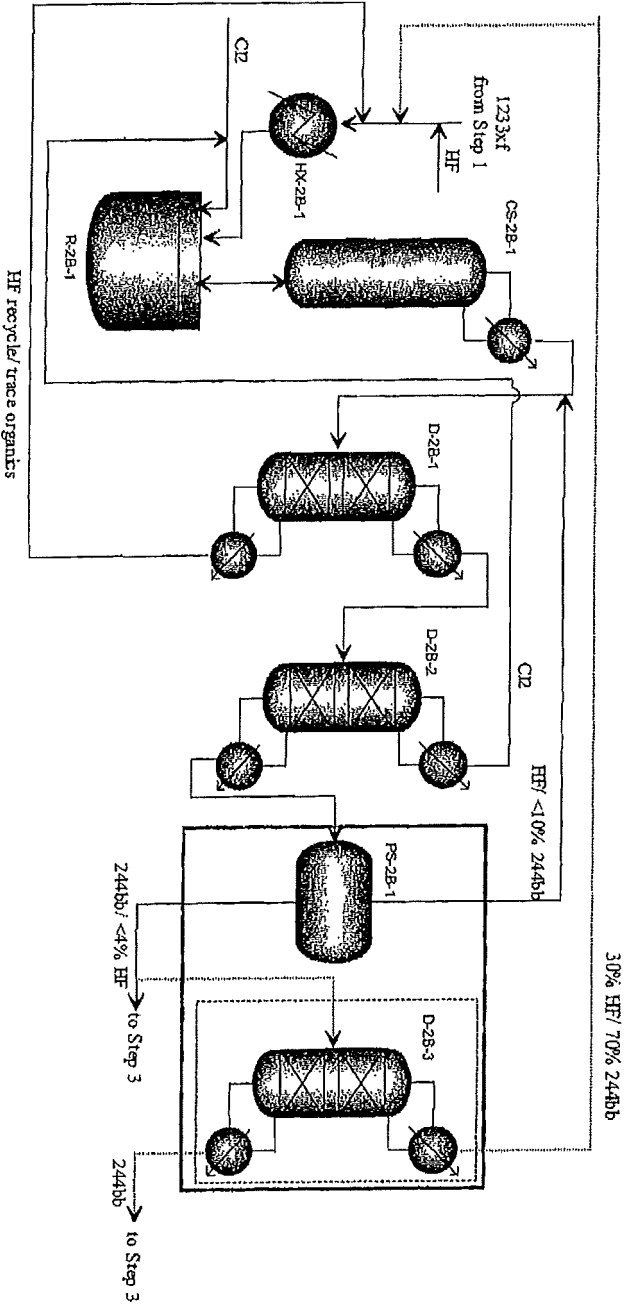 1233xf
from Step 1
HF
Cl2
HX-2B-1
R-2B-1
CS-2B-1
HF recycle/ trace organics
D-2B-1
D-2B-2
Cl2
HF/ <10% 244bb
30% HF/ 70% 244bb
PS-2B-1
244bb/ <4% HF
to Step 3
D-2B-3
244bb
to Step 3